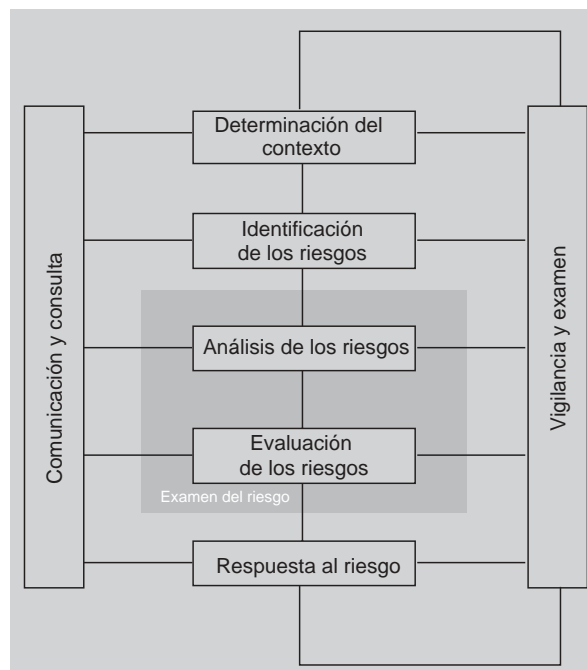 Determinación del
contexto
Identificación
de los riesgos
Comunicación y consulta
Vigilancia y examen
Análisis de los riesgos
Evaluación
de los riesgos
Examen del riesgo
Respuesta al riesgo